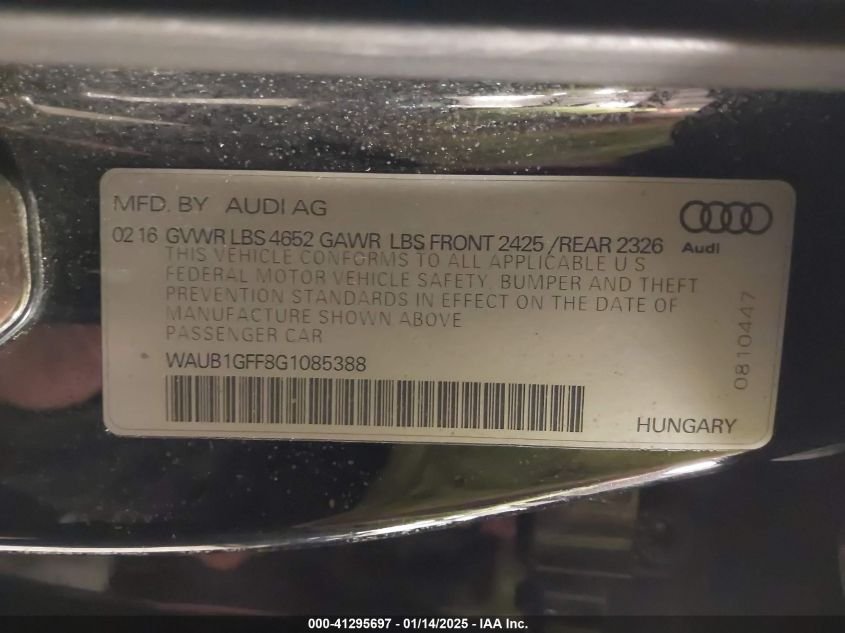 MFD. BY AUDI AG
Audi
02 16 GVWR LBS 4652 GAWR LBS FRONT 2425 /REAR 2326
THIS VEHICLE CONFORMS TO ALL APPLICABLE U S
FEDERAL MOTOR VEHICLE SAFETY, BUMPER AND THEFT
PREVENTION STANDARDS IN EFFECT ON THE DATE OF
MANUFACTURE SHOWN ABOVE
PASSENGER CAR
WAUB1GFF8G1085388
0810447
HUNGARY
000-41295697 - 01/14/2025 - IAA Inc.